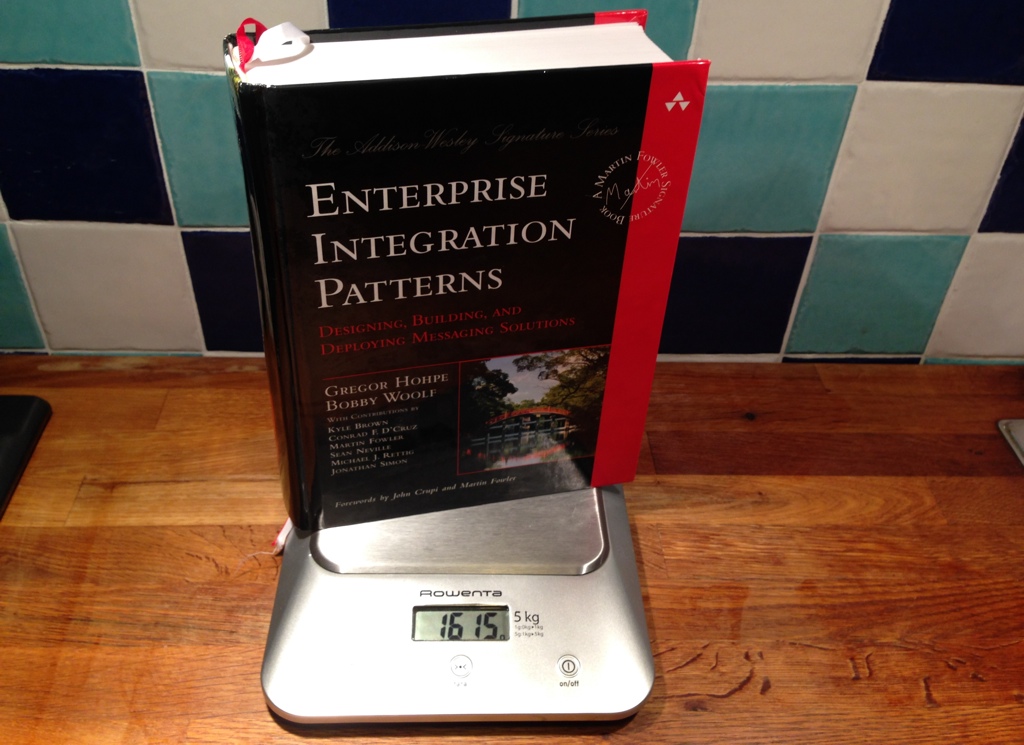 The Addison-Wesley Signature Series
A MARTIN FOWLER SIGNATURE BOOK
Martin
ENTERPRISE
INTEGRATION
PATTERNS
DESIGNING, BUILDING, AND
DEPLOYING MESSAGING SOLUTIONS
GREGOR HOHPE
BOBBY WOOLF
WITH CONTRIBUTIONS BY
KYLE BROWN
CONRAD F. D'CRUZ
MARTIN FOWLER
SEAN NEVILLE
MICHAEL J. RETTIG
JONATHAN SIMON
Forewords by John Crupi and Martin Fowler
ROWENTA
1615g
5 kg
on/off